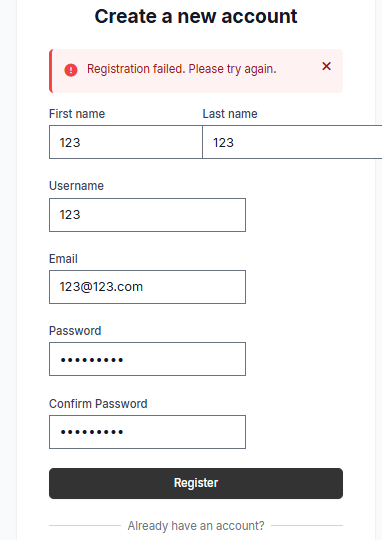 Create a new account
Registration failed. Please try again.
First name Last name
123 123
Username
123
Email
123@123.com
Password
•••••••••
Confirm Password
•••••••••
Register
Already have an account?